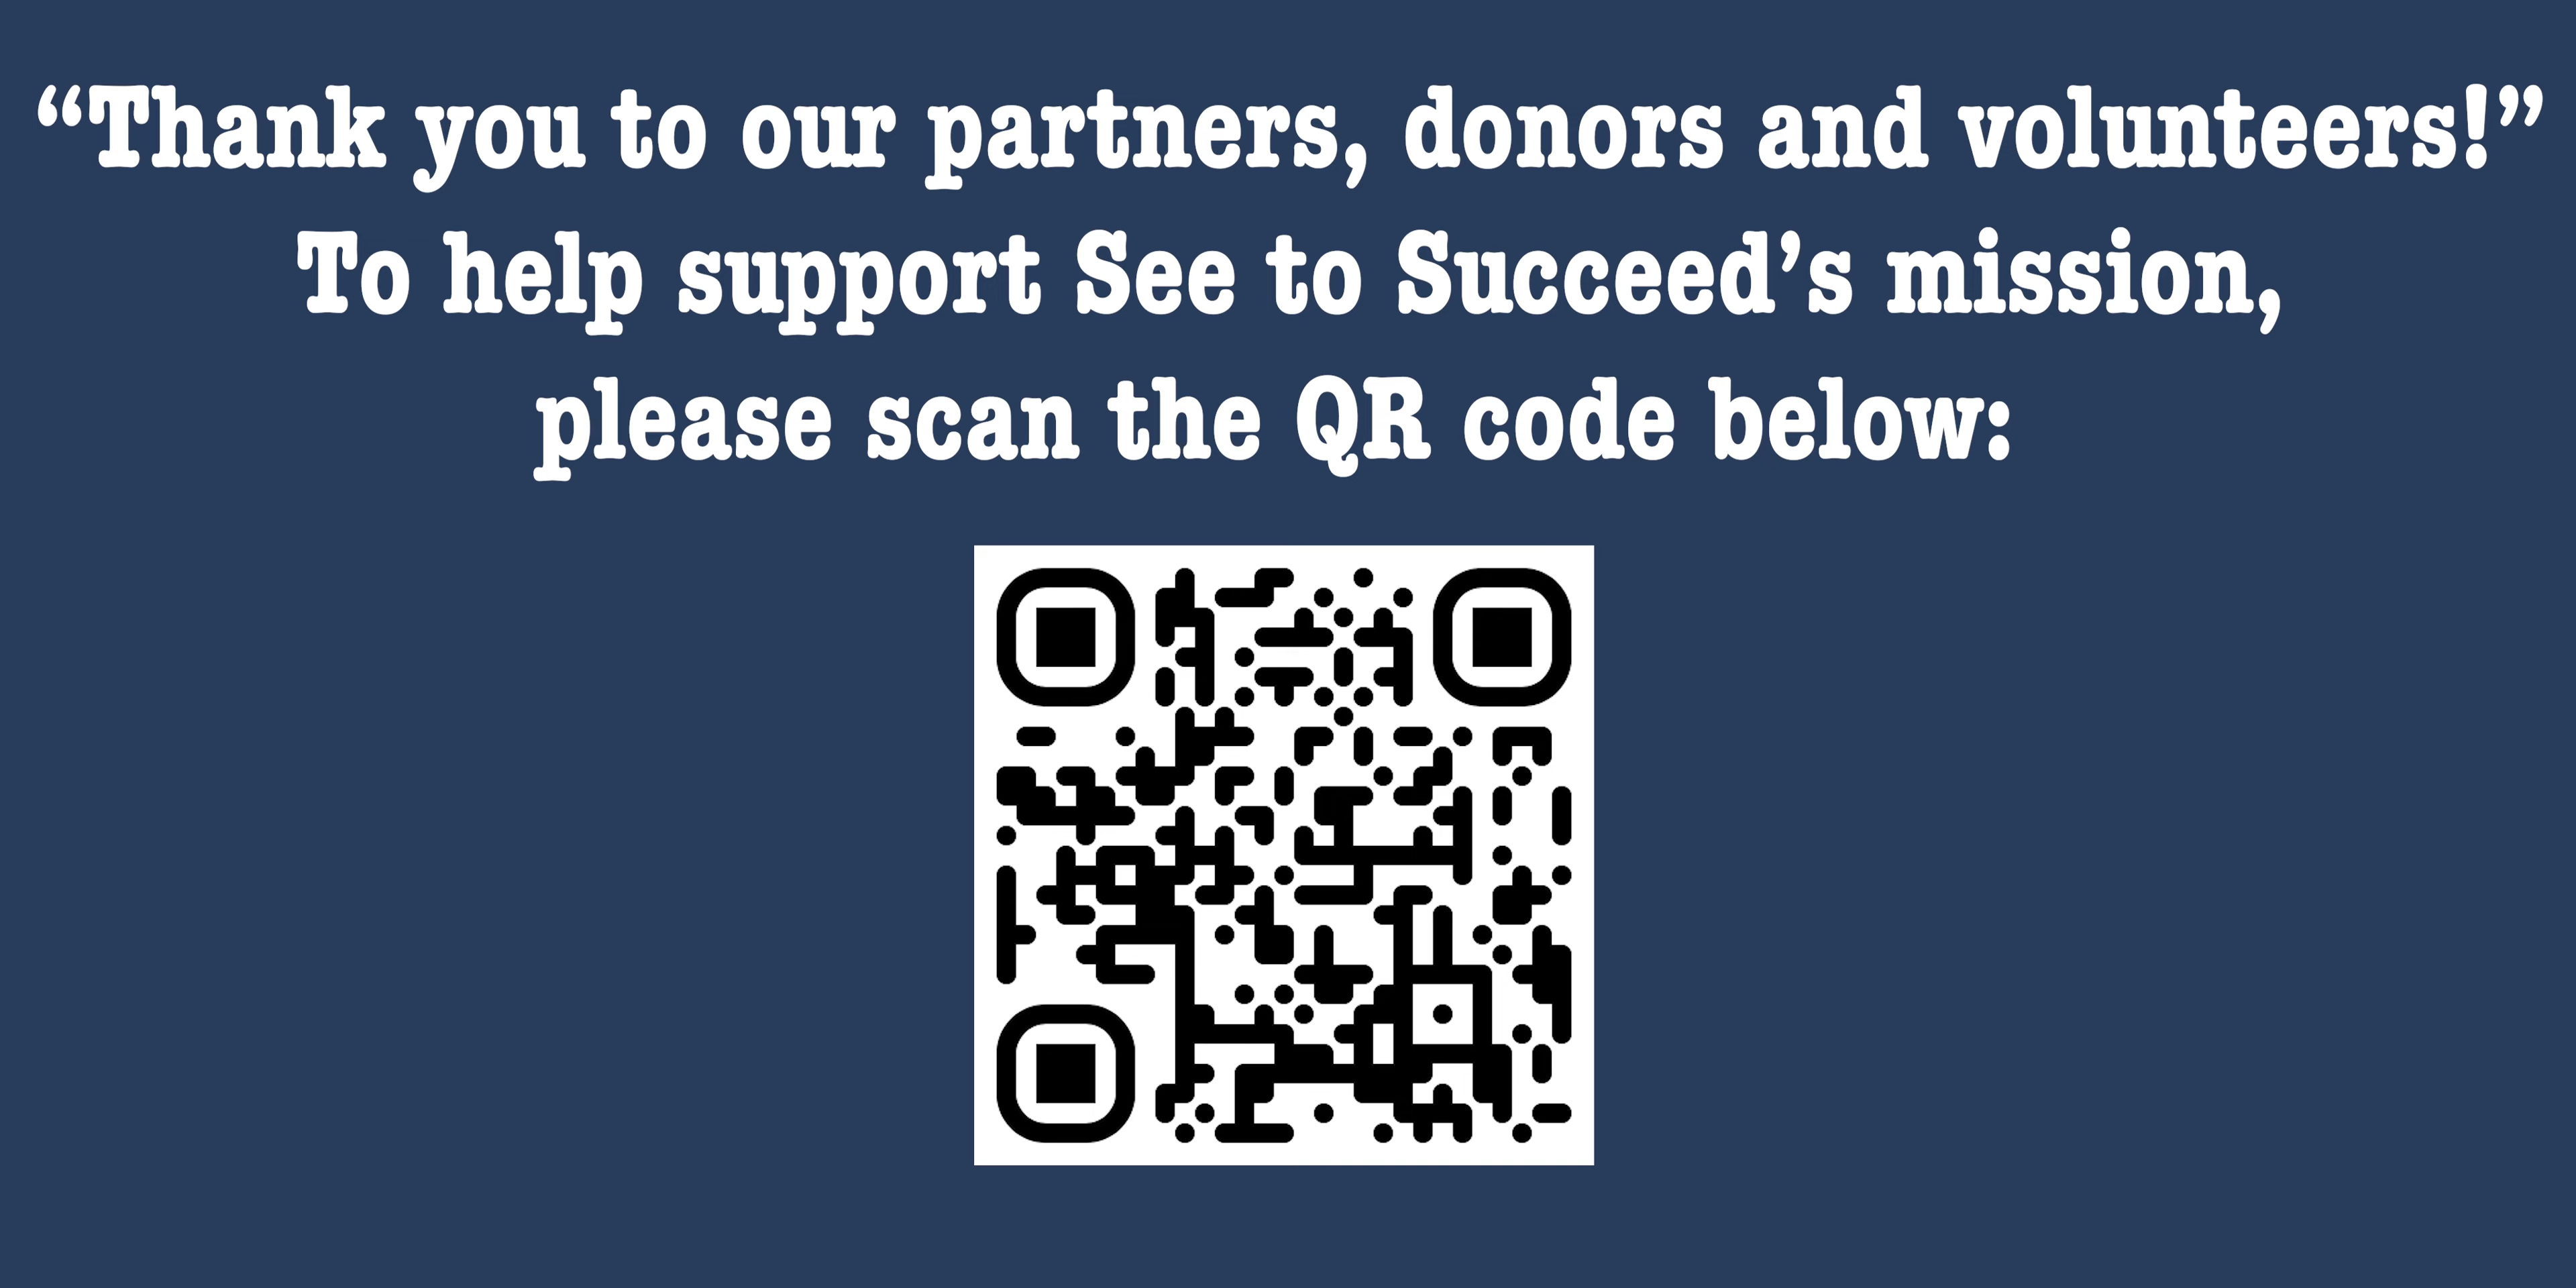 “Thank you to our partners, donors and volunteers!”
To help support See to Succeed’s mission,
please scan the QR code below: